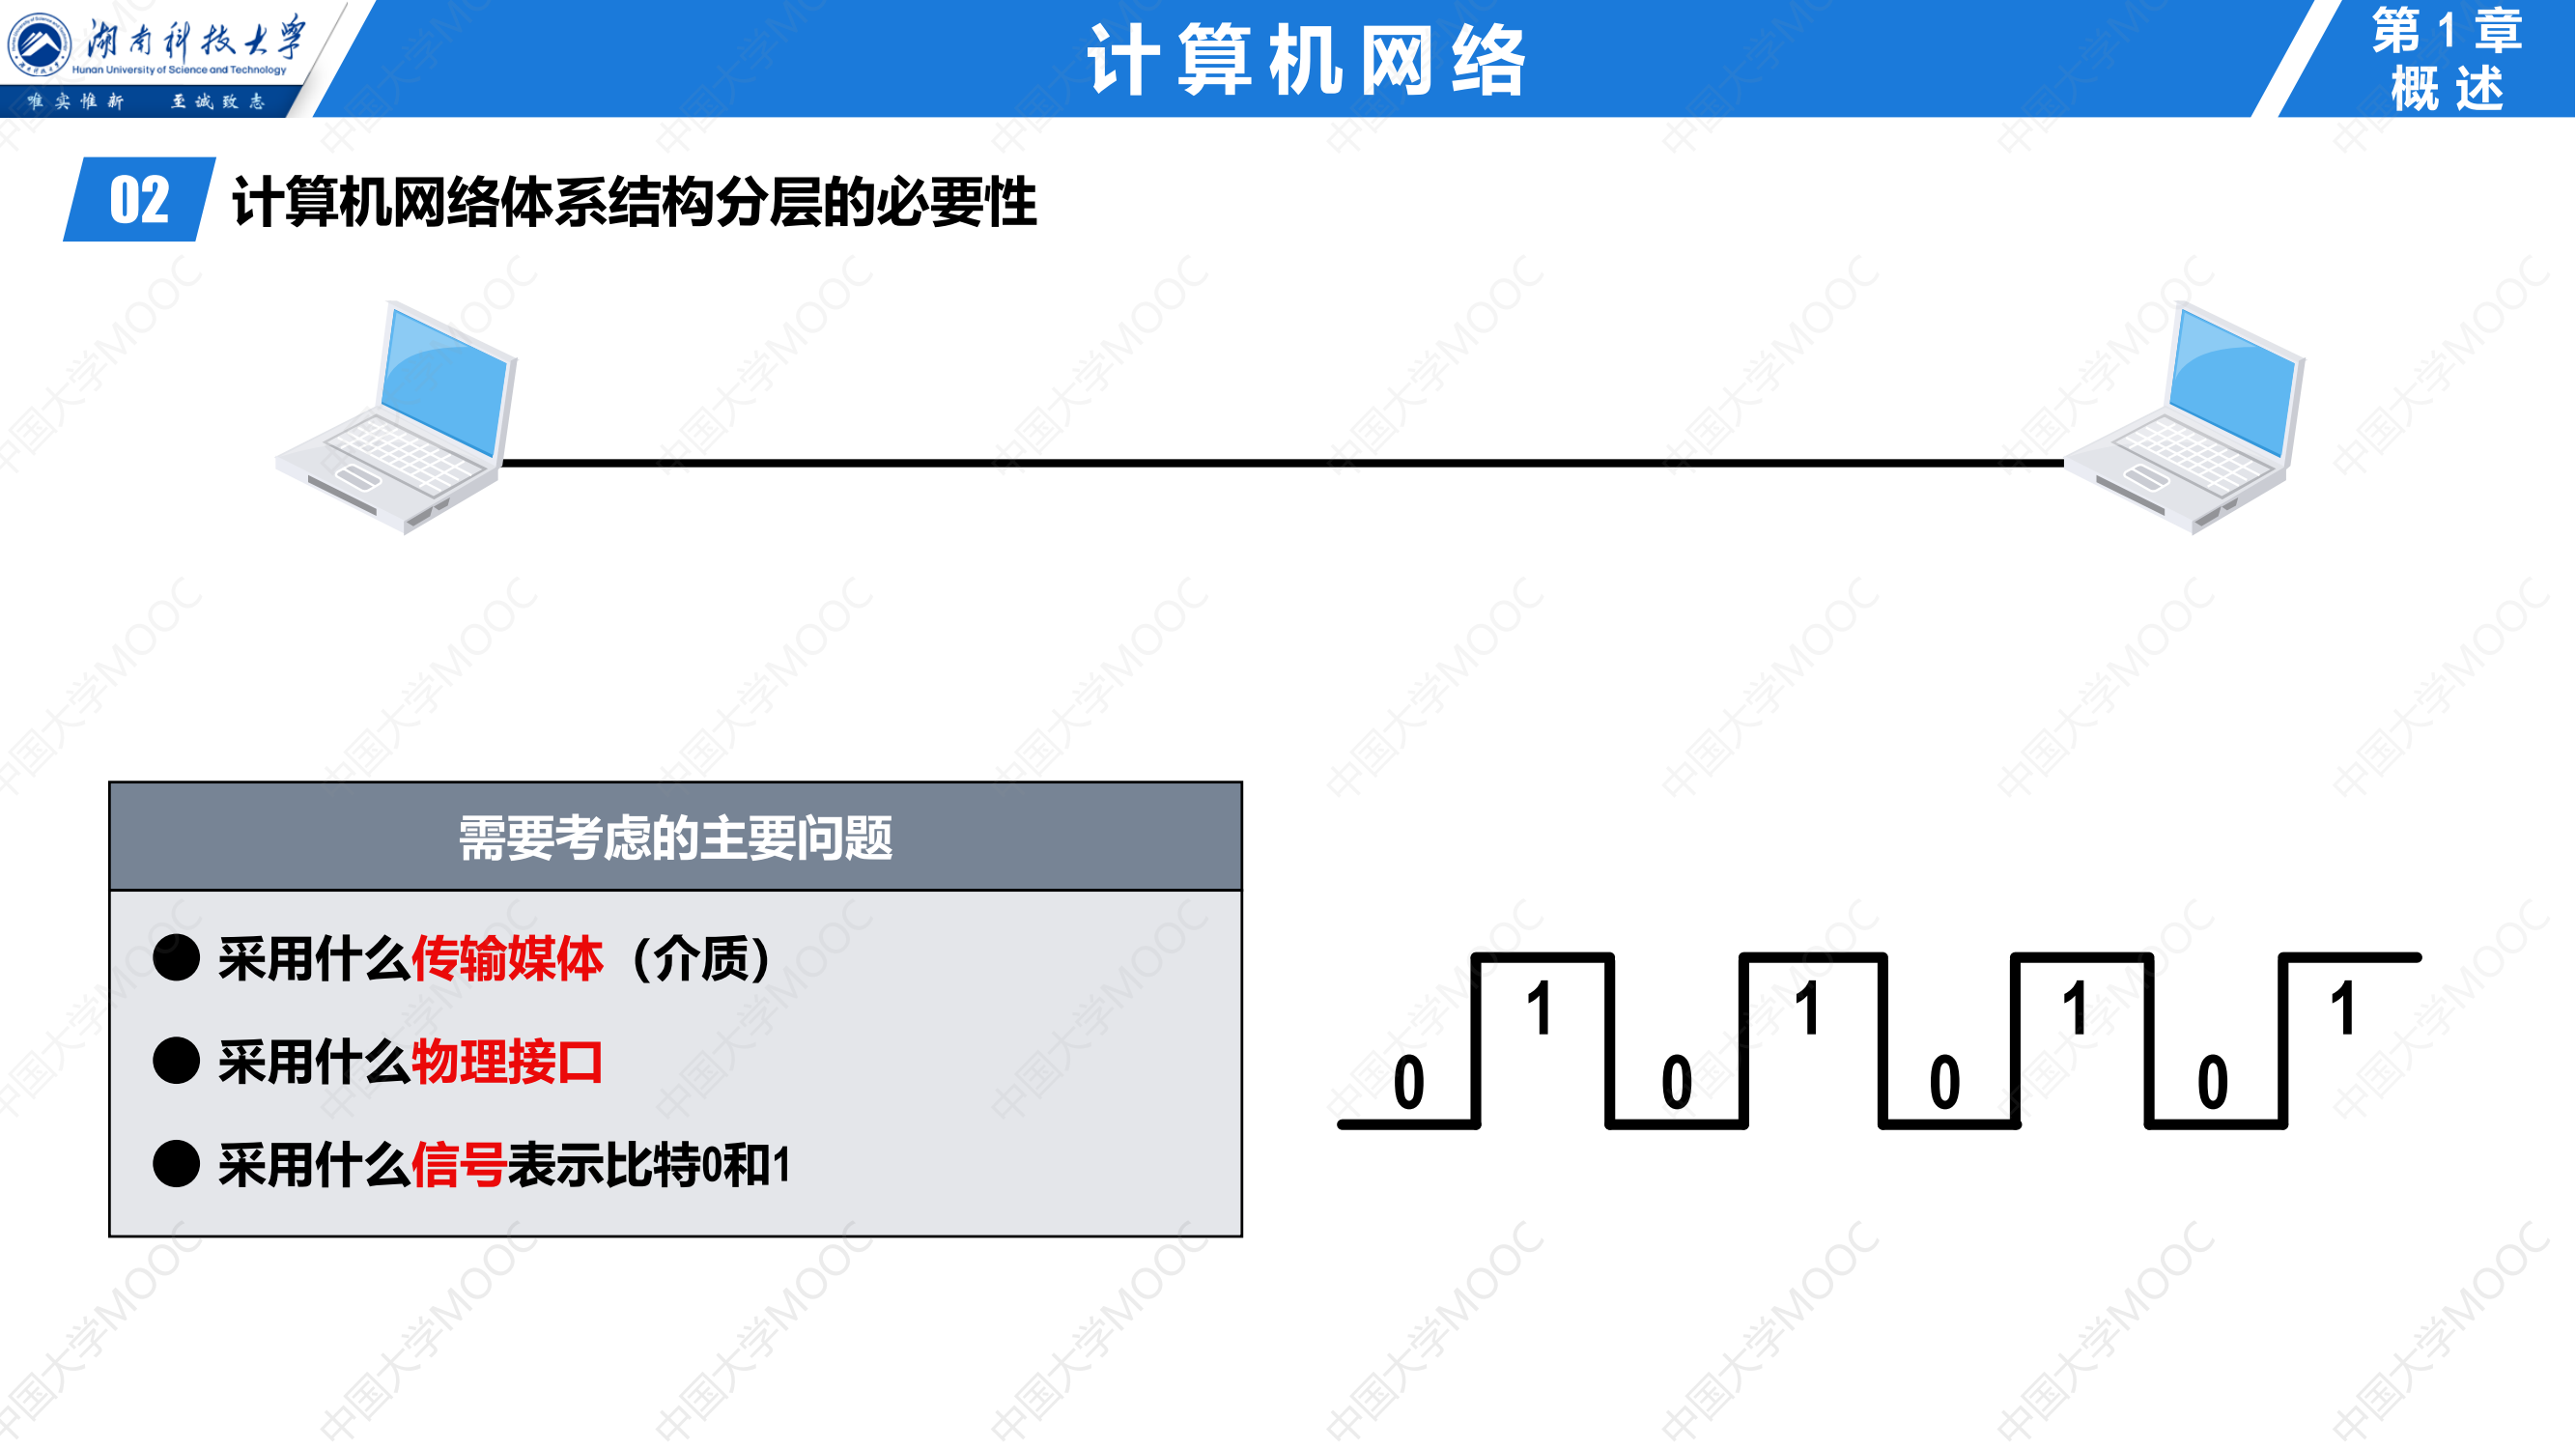 湖南科技大学
Hunan University of Science and Technology
唯实惟新 至诚致志
计算机网络
第1章
概述
02 计算机网络体系结构分层的必要性
需要考虑的主要问题
● 采用什么传输媒体（介质）
● 采用什么物理接口
● 采用什么信号表示比特0和1
0 1 0 1 0 1 0 1
中国大学MOOC